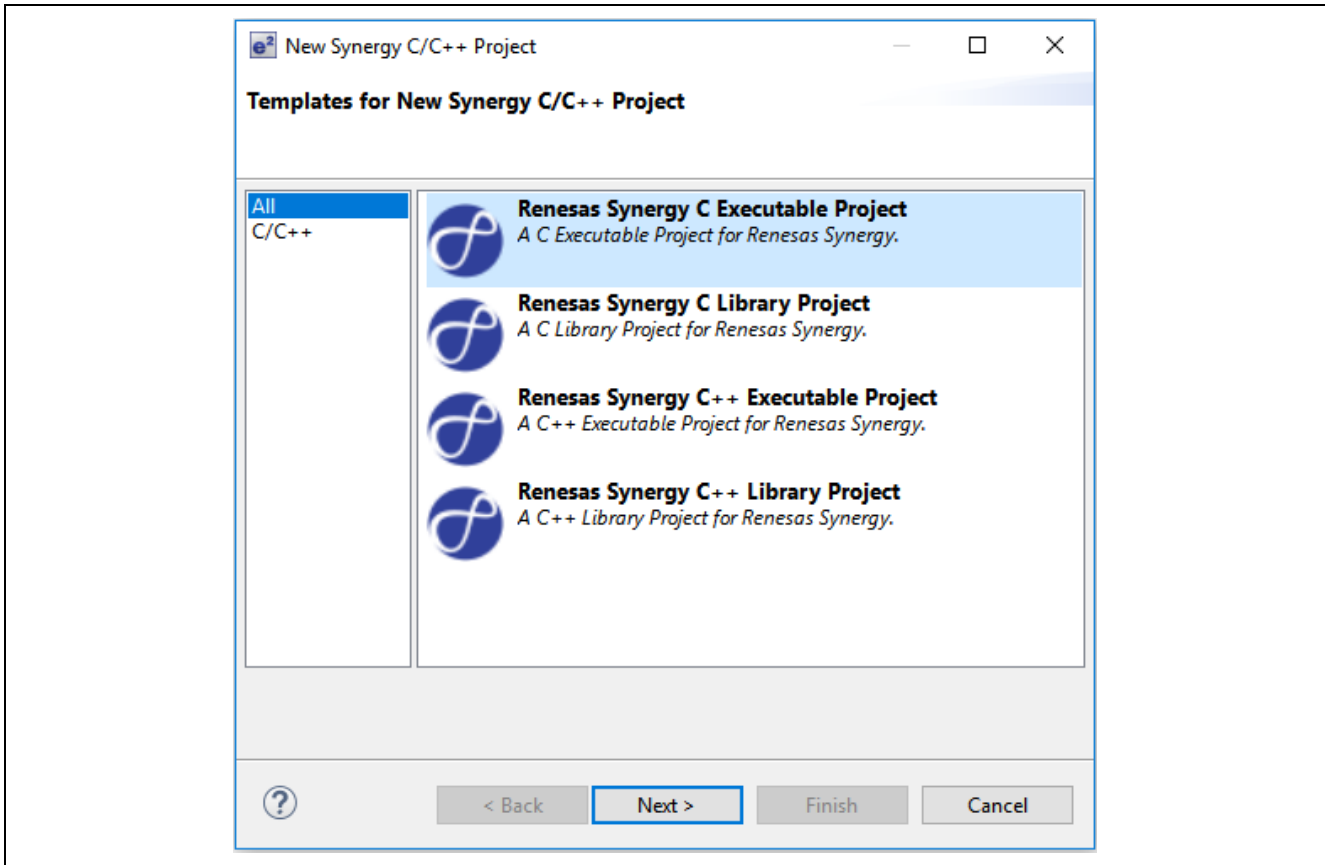 e² New Synergy C/C++ Project
Templates for New Synergy C/C++ Project
All
C/C++
Renesas Synergy C Executable Project
A C Executable Project for Renesas Synergy.
Renesas Synergy C Library Project
A C Library Project for Renesas Synergy.
Renesas Synergy C++ Executable Project
A C++ Executable Project for Renesas Synergy.
Renesas Synergy C++ Library Project
A C++ Library Project for Renesas Synergy.
? < Back Next > Finish Cancel